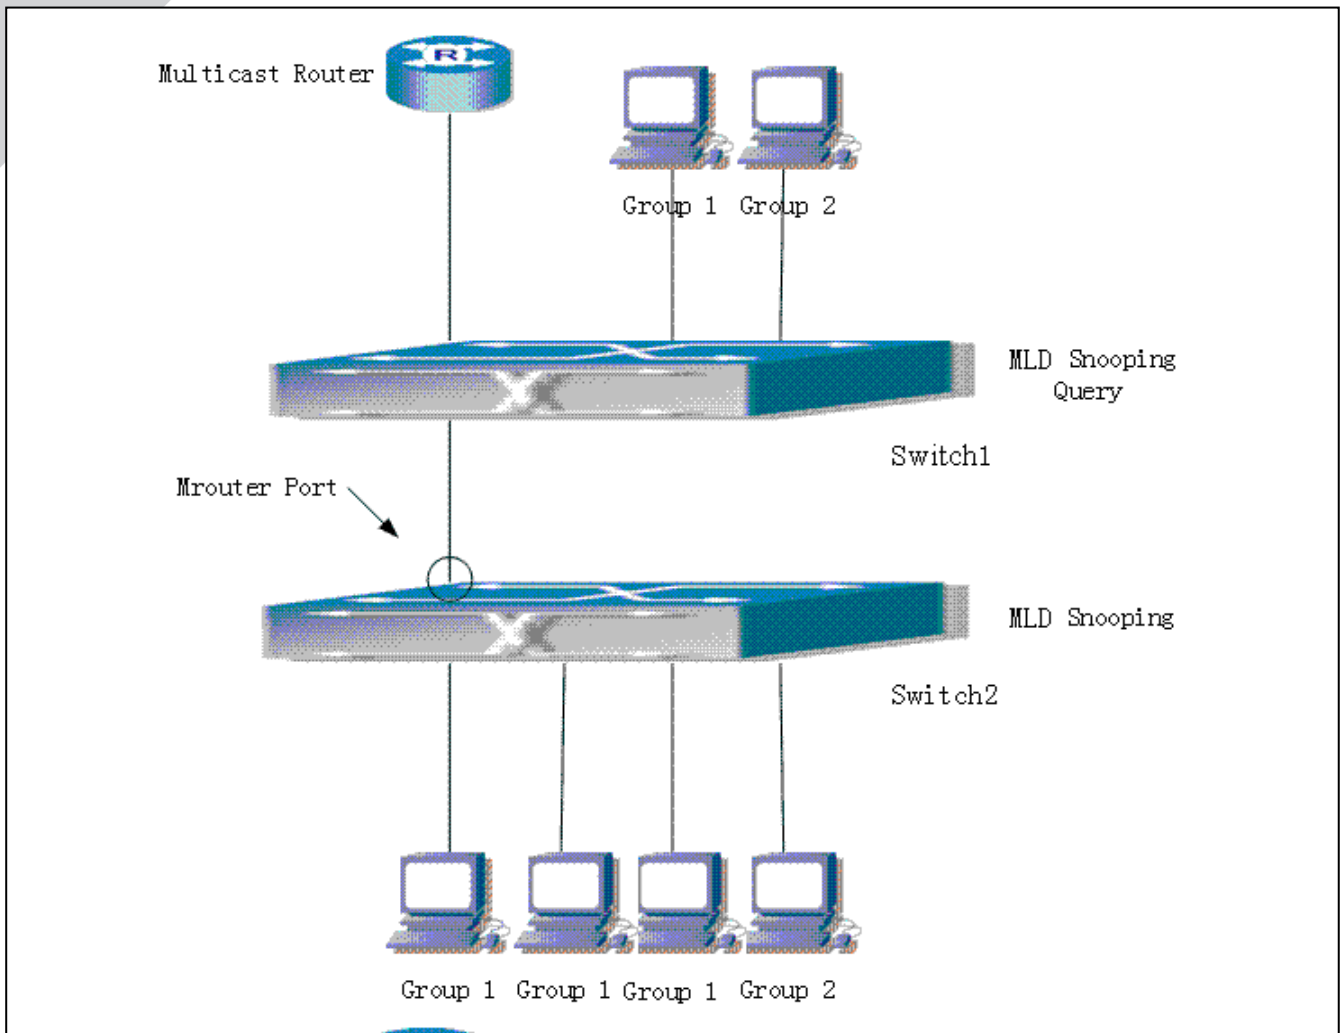 Multicast Router
R
Group 1 Group 2
MLD Snooping
Query
Switch1
Mrouter Port
MLD Snooping
Switch2
Group 1 Group 1 Group 1 Group 2